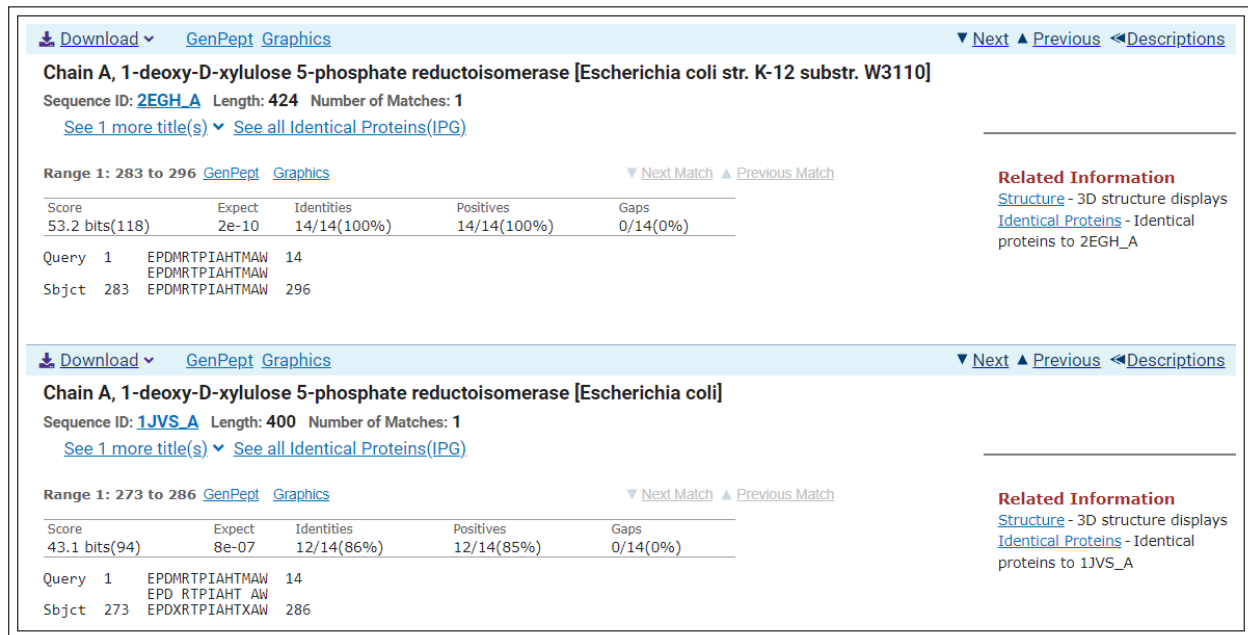 Download GenPept Graphics Next Previous Descriptions
Chain A, 1-deoxy-D-xylulose 5-phosphate reductoisomerase [Escherichia coli str. K-12 substr. W3110]
Sequence ID: 2EGH_A Length: 424 Number of Matches: 1
See 1 more title(s) See all Identical Proteins(IPG)
Range 1: 283 to 296 GenPept Graphics Next Match Previous Match
Related Information
Structure - 3D structure displays
Identical Proteins - Identical
proteins to 2EGH_A
Score Expect Identities Positives Gaps
53.2 bits(118) 2e-10 14/14(100%) 14/14(100%) 0/14(0%)
Query 1 EPDMRTPIAHTMAW 14
EPDMRTPIAHTMAW
Sbjct 283 EPDMRTPIAHTMAW 296
Download GenPept Graphics Next Previous Descriptions
Chain A, 1-deoxy-D-xylulose 5-phosphate reductoisomerase [Escherichia coli]
Sequence ID: 1JVS_A Length: 400 Number of Matches: 1
See 1 more title(s) See all Identical Proteins(IPG)
Range 1: 273 to 286 GenPept Graphics Next Match Previous Match
Related Information
Structure - 3D structure displays
Identical Proteins - Identical
proteins to 1JVS_A
Score Expect Identities Positives Gaps
43.1 bits(94) 8e-07 12/14(86%) 12/14(85%) 0/14(0%)
Query 1 EPDMRTPIAHTMAW 14
EPD RTPIAHT AW
Sbjct 273 EPDXRTPIAHTXAW 286